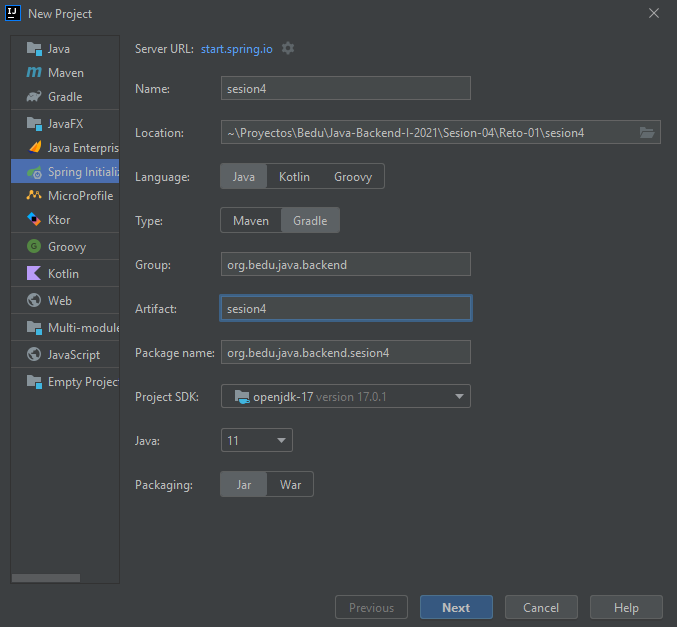 New Project
Java
Maven
Gradle
JavaFX
Java Enterpris
Spring Initializ
MicroProfile
Ktor
Groovy
Kotlin
Web
Multi-module
JavaScript
Empty Project
Server URL: start.spring.io
Name: sesion4
Location: ~\Proyectos\Bedu\Java-Backend-I-2021\Sesion-04\Reto-01\sesion4
Language: Java Kotlin Groovy
Type: Maven Gradle
Group: org.bedu.java.backend
Artifact: sesion4
Package name: org.bedu.java.backend.sesion4
Project SDK: openjdk-17 version 17.0.1
Java: 11
Packaging: Jar War
Previous Next Cancel Help